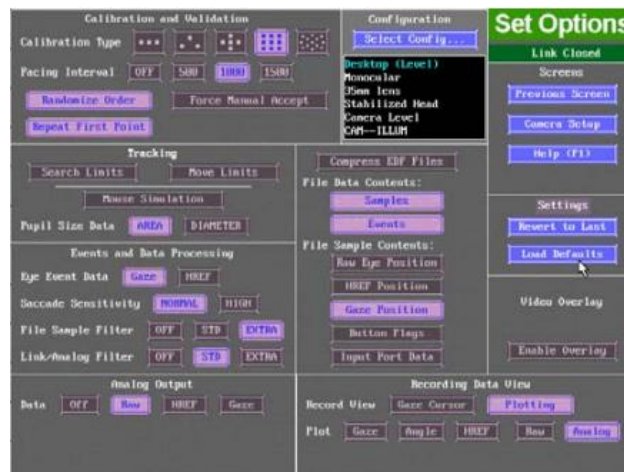 Calibration and Validation
Calibration Type
Pacing Interval OFF 500 1000 1500
Randomize Order Force Manual Accept
Repeat First Point
Configuration
Select Config...
Desktop (Level)
Monocular
35mm lens
Stabilized Head
Camera Level
CAM--ILLUM
Set Options
Link Closed
Screens
Previous Screen
Camera Setup
Help (F1)
Tracking
Search Limits Move Limits
Mouse Simulation
Pupil Size Data AREA DIAMETER
Compress EDF Files
File Data Contents:
Samples
Events
File Sample Contents:
Raw Eye Position
HREF Position
Gaze Position
Button Flags
Input Port Data
Settings
Revert to Last
Load Defaults
Events and Data Processing
Eye Event Data Gaze HREF
Saccade Sensitivity NORMAL HIGH
File Sample Filter OFF STD EXTRA
Link/Analog Filter OFF STD EXTRA
Video Overlay
Enable Overlay
Analog Output
Data Off Raw HREF Gaze
Recording Data View
Record View Gaze Cursor Plotting
Plot Gaze Angle HREF Raw Analog